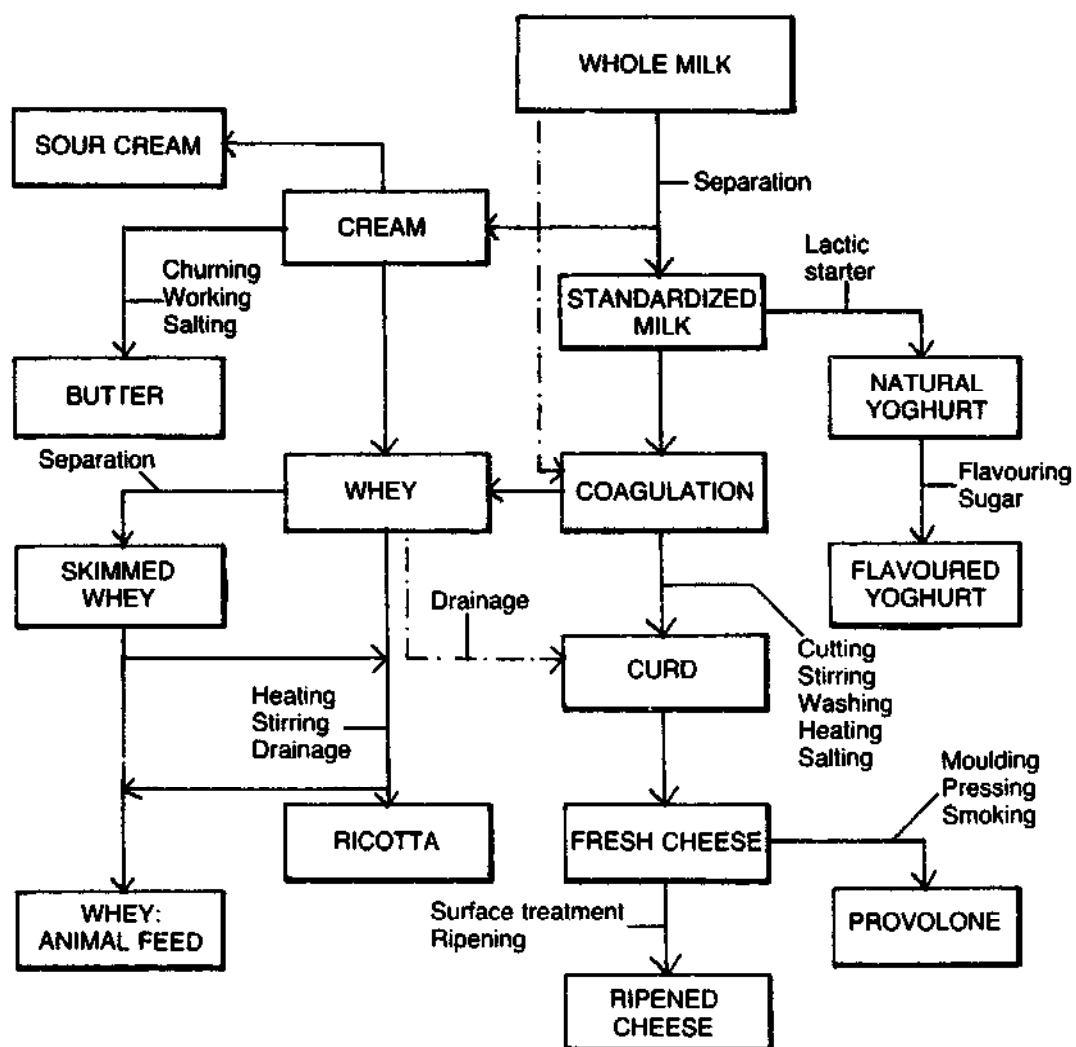 WHOLE MILK
SOUR CREAM
Separation
CREAM
Lactic
starter
Churning
Working
Salting
STANDARDIZED
MILK
BUTTER
NATURAL
YOGHURT
Separation
WHEY
COAGULATION
Flavouring
Sugar
SKIMMED
WHEY
FLAVOURED
YOGHURT
Drainage
CURD
Cutting
Stirring
Washing
Heating
Salting
Heating
Stirring
Drainage
Moulding
Pressing
Smoking
RICOTTA
FRESH CHEESE
WHEY:
ANIMAL FEED
Surface treatment
Ripening
PROVOLONE
RIPENED
CHEESE